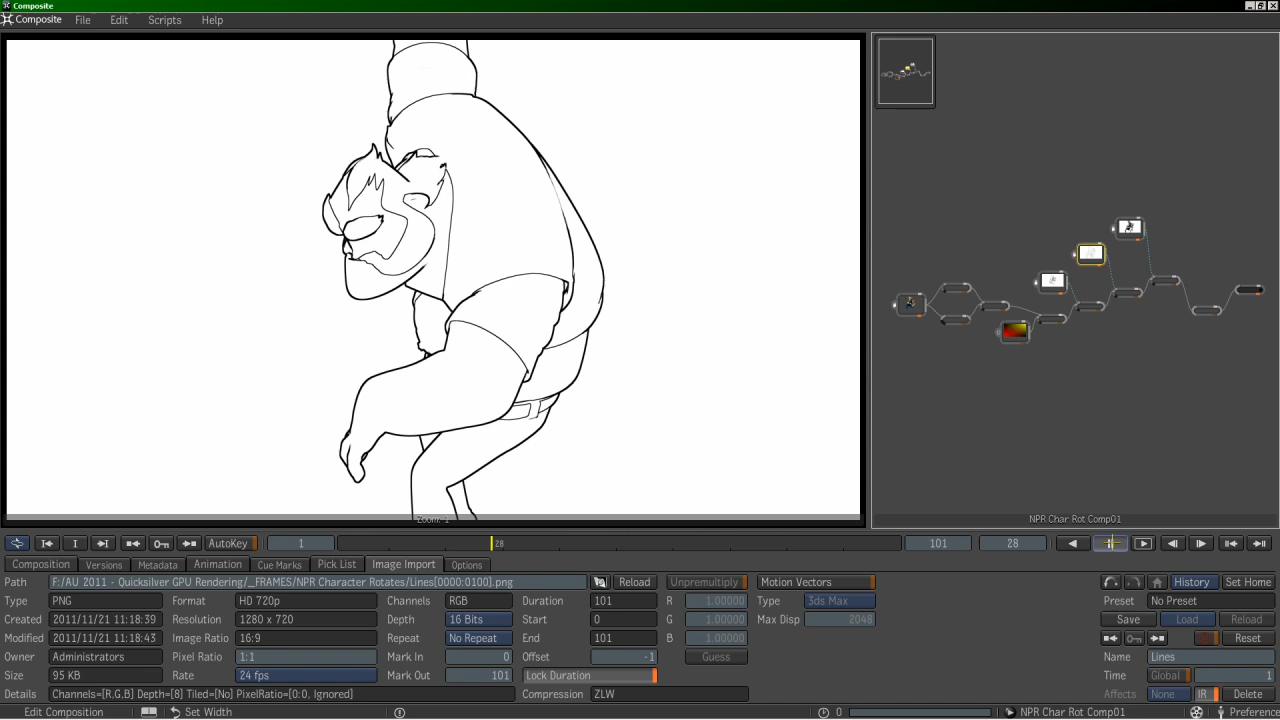 Composite
Composite File Edit Scripts Help
Zoom-1
NPR Char Rot Comp01
AutoKey 1 28 101 28
Composition Versions Metadata Animation Cue Marks Pick List Image Import Options
Path F:/AU 2011 - Quicksilver GPU Rendering/_FRAMES/NPR Character Rotates/Lines[0000:0100].png Reload Unpremultiply Motion Vectors History Set Home
Type PNG Format HD 720p Channels RGB Duration 101 R 1.00000 Type 3ds Max Preset No Preset
Created 2011/11/21 11:18:39 Resolution 1280 x 720 Depth 16 Bits Start 0 G 1.00000 Max Disp 2048 Save Load Reload
Modified 2011/11/21 11:18:43 Image Ratio 16:9 Repeat No Repeat End 101 B 1.00000 Reset
Owner Administrators Pixel Ratio 1:1 Mark In 0 Offset -1 Guess Name Lines
Size 95 KB Rate 24 fps Mark Out 101 Lock Duration Time Global 1
Details Channels=[R,G,B] Depth=[8] Tiled=[No] PixelRatio=[0:0, Ignored] Compression ZLW Affects None IR Delete
Edit Composition Set Width 0 NPR Char Rot Comp01 Preference